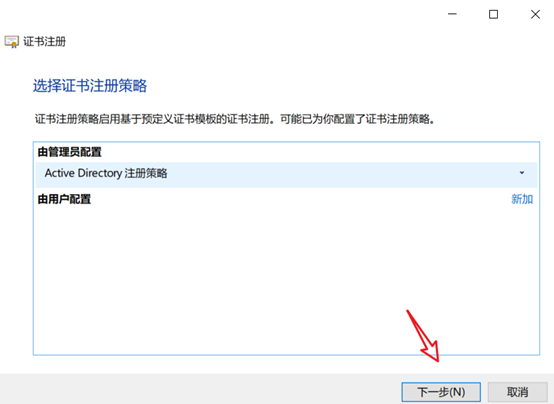 证书注册
选择证书注册策略
证书注册策略启用基于预定义证书模板的证书注册。可能已为你配置了证书注册策略。
由管理员配置
Active Directory 注册策略
由用户配置 新加
下一步(N) 取消